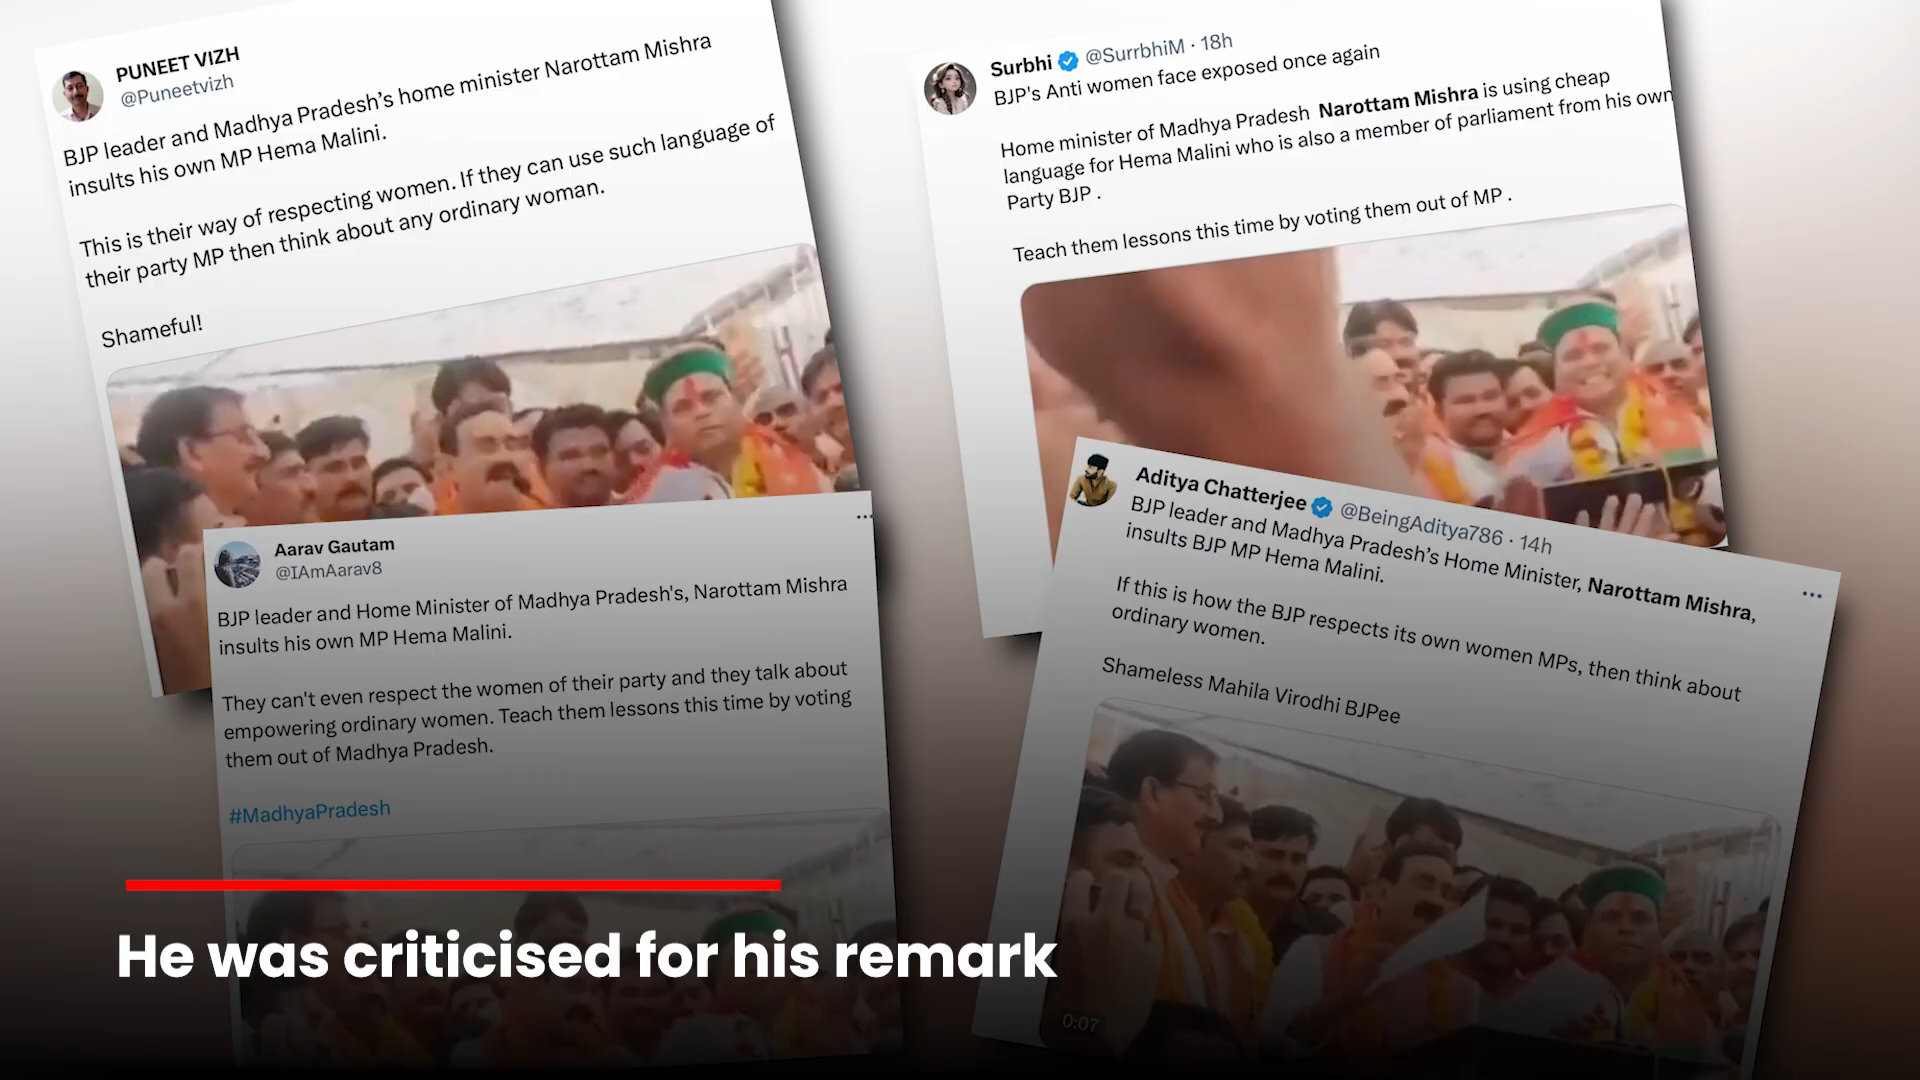 PUNEET VIZH
@Puneetvizh
BJP leader and Madhya Pradesh’s home minister Narottam Mishra
insults his own MP Hema Malini.
This is their way of respecting women. If they can use such language of
their party MP then think about any ordinary woman.
Shameful!
Surbhi @SurrbhiM · 18h
BJP's Anti women face exposed once again
Home minister of Madhya Pradesh Narottam Mishra is using cheap
language for Hema Malini who is also a member of parliament from his own
Party BJP .
Teach them lessons this time by voting them out of MP .
Aarav Gautam
@IAmAarav8
BJP leader and Home Minister of Madhya Pradesh's, Narottam Mishra
insults his own MP Hema Malini.
They can't even respect the women of their party and they talk about
empowering ordinary women. Teach them lessons this time by voting
them out of Madhya Pradesh.
#MadhyaPradesh
Aditya Chatterjee @BeingAditya786 · 14h
BJP leader and Madhya Pradesh’s Home Minister, Narottam Mishra,
insults BJP MP Hema Malini.
If this is how the BJP respects its own women MPs, then think about
ordinary women.
Shameless Mahila Virodhi BJPee
0:07
He was criticised for his remark